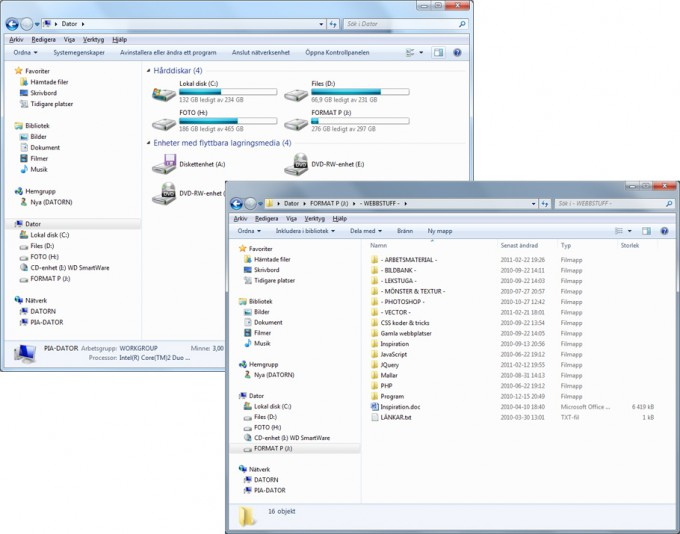 Dator
Sök i Dator
Arkiv Redigera Visa Verktyg Hjälp
Ordna Systemegenskaper Avinstallera eller ändra ett program Anslut nätverksenhet Öppna Kontrollpanelen
Favoriter
Hämtade filer
Skrivbord
Tidigare platser
Bibliotek
Bilder
Dokument
Filmer
Musik
Hemgrupp
Nya (DATORN)
Dator
Lokal disk (C:)
Files (D:)
FOTO (H:)
CD-enhet (E:) WD SmartWare
FORMAT P (J:)
Nätverk
DATORN
PIA-DATOR
Hårddiskar (4)
Lokal disk (C:)
132 GB ledigt av 234 GB
Files (D:)
66,9 GB ledigt av 231 GB
FOTO (H:)
186 GB ledigt av 465 GB
FORMAT P (J:)
276 GB ledigt av 297 GB
Enheter med flyttbara lagringsmedia (4)
Diskettenhet (A:)
DVD-RW-enhet (E:)
DVD-RW-enhet
PIA-DATOR Arbetsgrupp: WORKGROUP Minne: 3,00
Processor: Intel(R) Core(TM)2 Duo ...
Dator FORMAT P (J:) - WEBBSTUFF -
Sök i - WEBBSTUFF -
Arkiv Redigera Visa Verktyg Hjälp
Ordna Inkludera i bibliotek Dela med Bränn Ny mapp
Favoriter
Hämtade filer
Skrivbord
Tidigare platser
Bibliotek
Bilder
Dokument
Filmer
Musik
Hemgrupp
Nya (DATORN)
Dator
Lokal disk (C:)
Files (D:)
FOTO (H:)
CD-enhet (E:) WD SmartWare
FORMAT P (J:)
Nätverk
DATORN
PIA-DATOR
Namn Senast ändrad Typ Storlek
- ARBETSMATERIAL - 2011-02-22 19:26 Filmapp
- BILDBANK - 2010-09-22 14:11 Filmapp
- LEKSTUGA - 2010-09-22 14:03 Filmapp
- MÖNSTER & TEXTUR - 2010-07-27 20:57 Filmapp
- PHOTOSHOP - 2010-10-27 12:42 Filmapp
- VECTOR - 2011-02-21 18:01 Filmapp
CSS koder & tricks 2010-09-22 13:54 Filmapp
Gamla webbplatser 2010-09-22 14:05 Filmapp
Inspiration 2010-09-13 20:56 Filmapp
JavaScript 2010-06-22 19:12 Filmapp
JQuery 2011-02-12 19:55 Filmapp
Mallar 2010-08-31 14:13 Filmapp
PHP 2010-06-22 19:12 Filmapp
Program 2010-12-15 20:49 Filmapp
Inspiration.doc 2010-04-10 18:40 Microsoft Office ... 6 419 kB
LÄNKAR.txt 2010-03-30 13:01 TXT-fil 1 kB
16 objekt